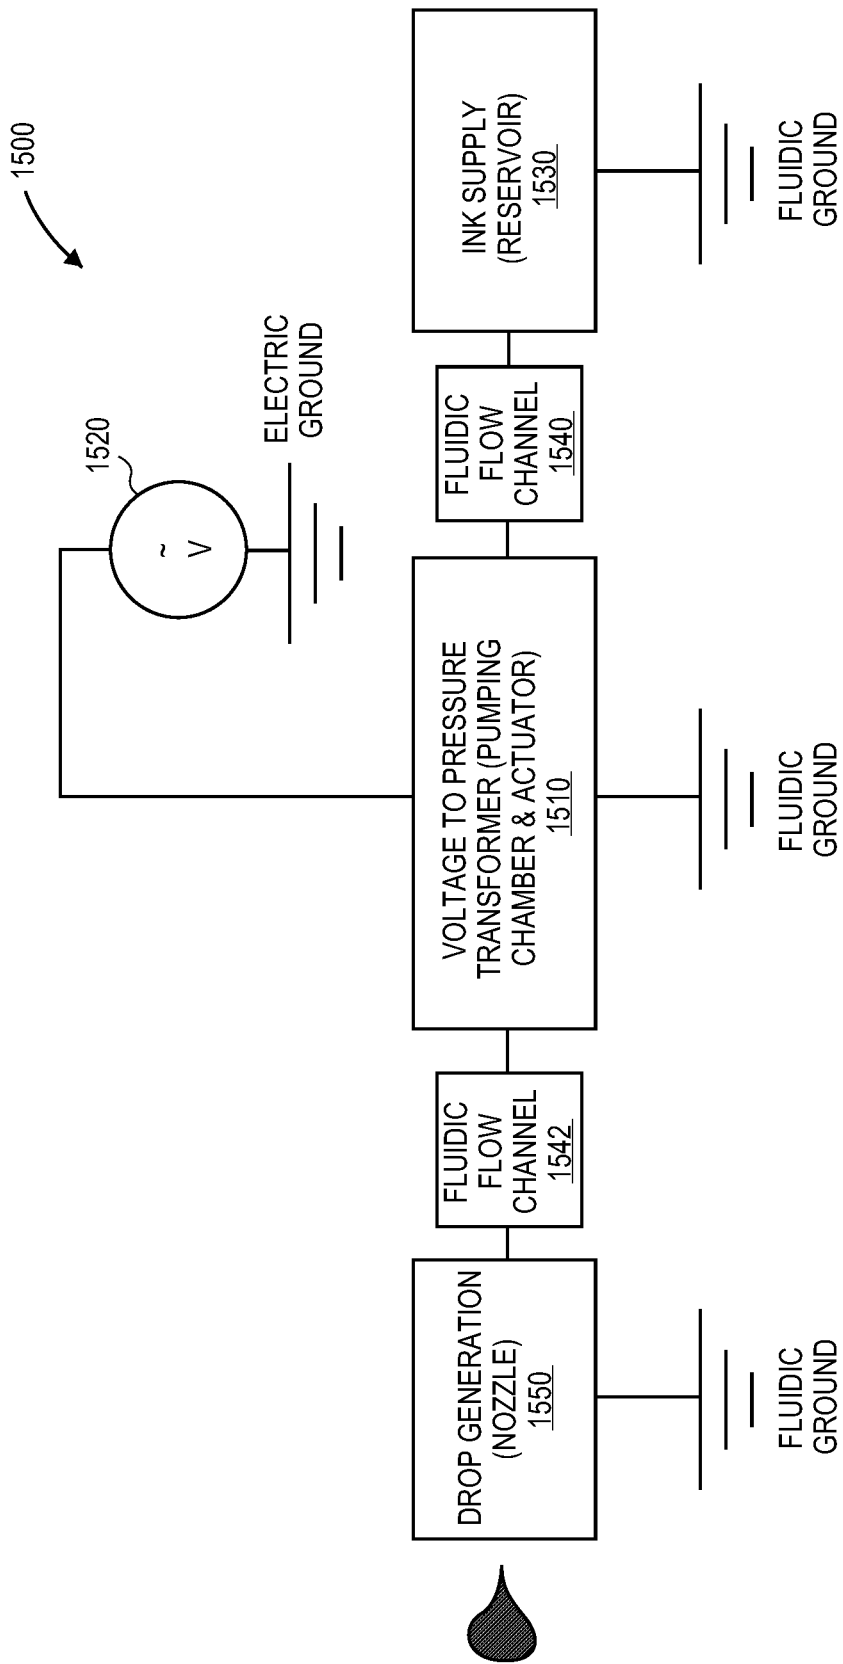 1500
1520
~
V
ELECTRIC
GROUND
DROP GENERATION
(NOZZLE)
1550
FLUIDIC
FLOW
CHANNEL
1542
VOLTAGE TO PRESSURE
TRANSFORMER (PUMPING
CHAMBER & ACTUATOR)
1510
FLUIDIC
FLOW
CHANNEL
1540
INK SUPPLY
(RESERVOIR)
1530
FLUIDIC
GROUND
FLUIDIC
GROUND
FLUIDIC
GROUND